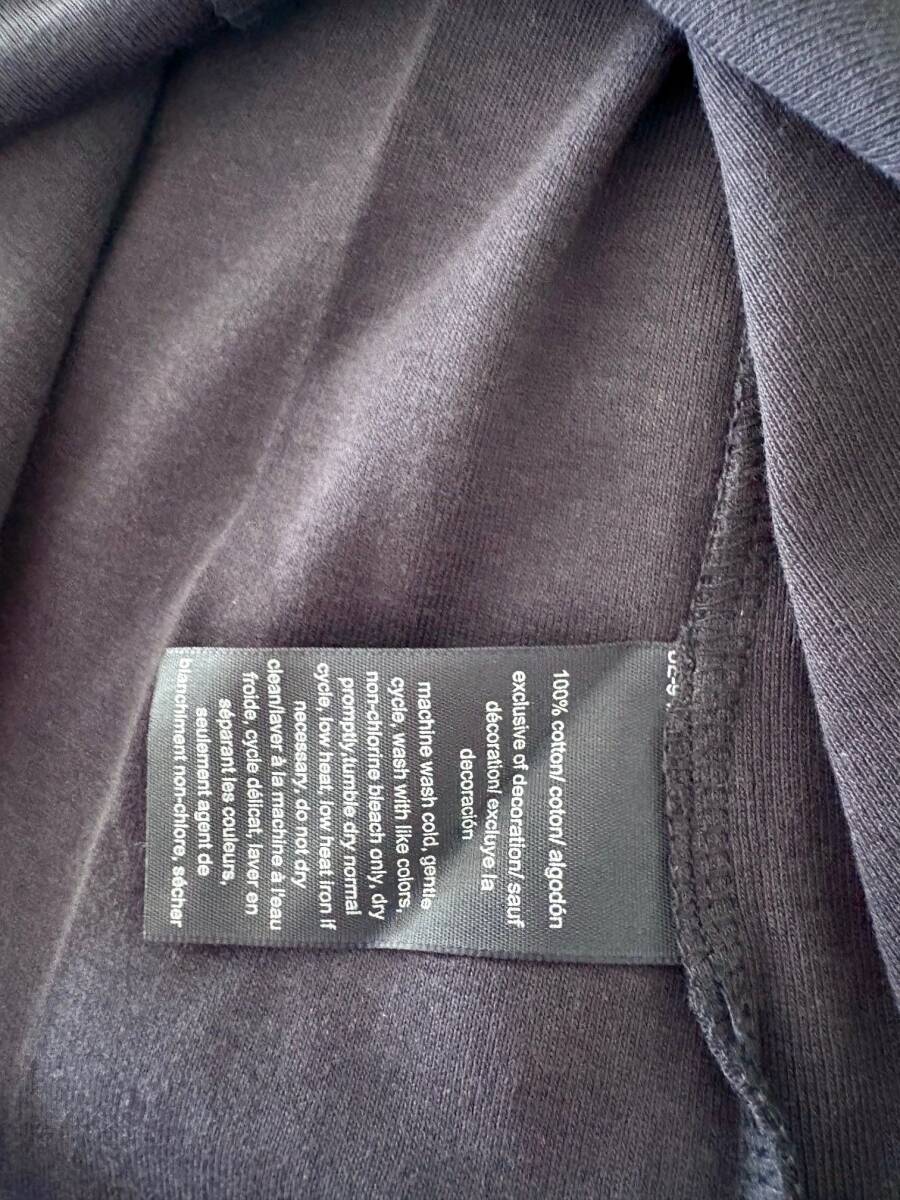 100% cotton/ coton/ algodón
exclusive of decoration/ sauf
décoration/ excluye la
decoración
machine wash cold, gentle
cycle, wash with like colors,
non-chlorine bleach only, dry
promptly,tumble dry normal
cycle, low heat, low heat iron if
necessary, do not dry
clean/laver à la machine à l'eau
froide, cycle délicat, laver en
séparant les couleurs,
seulement agent de
blanchiment non-chlore, sécher